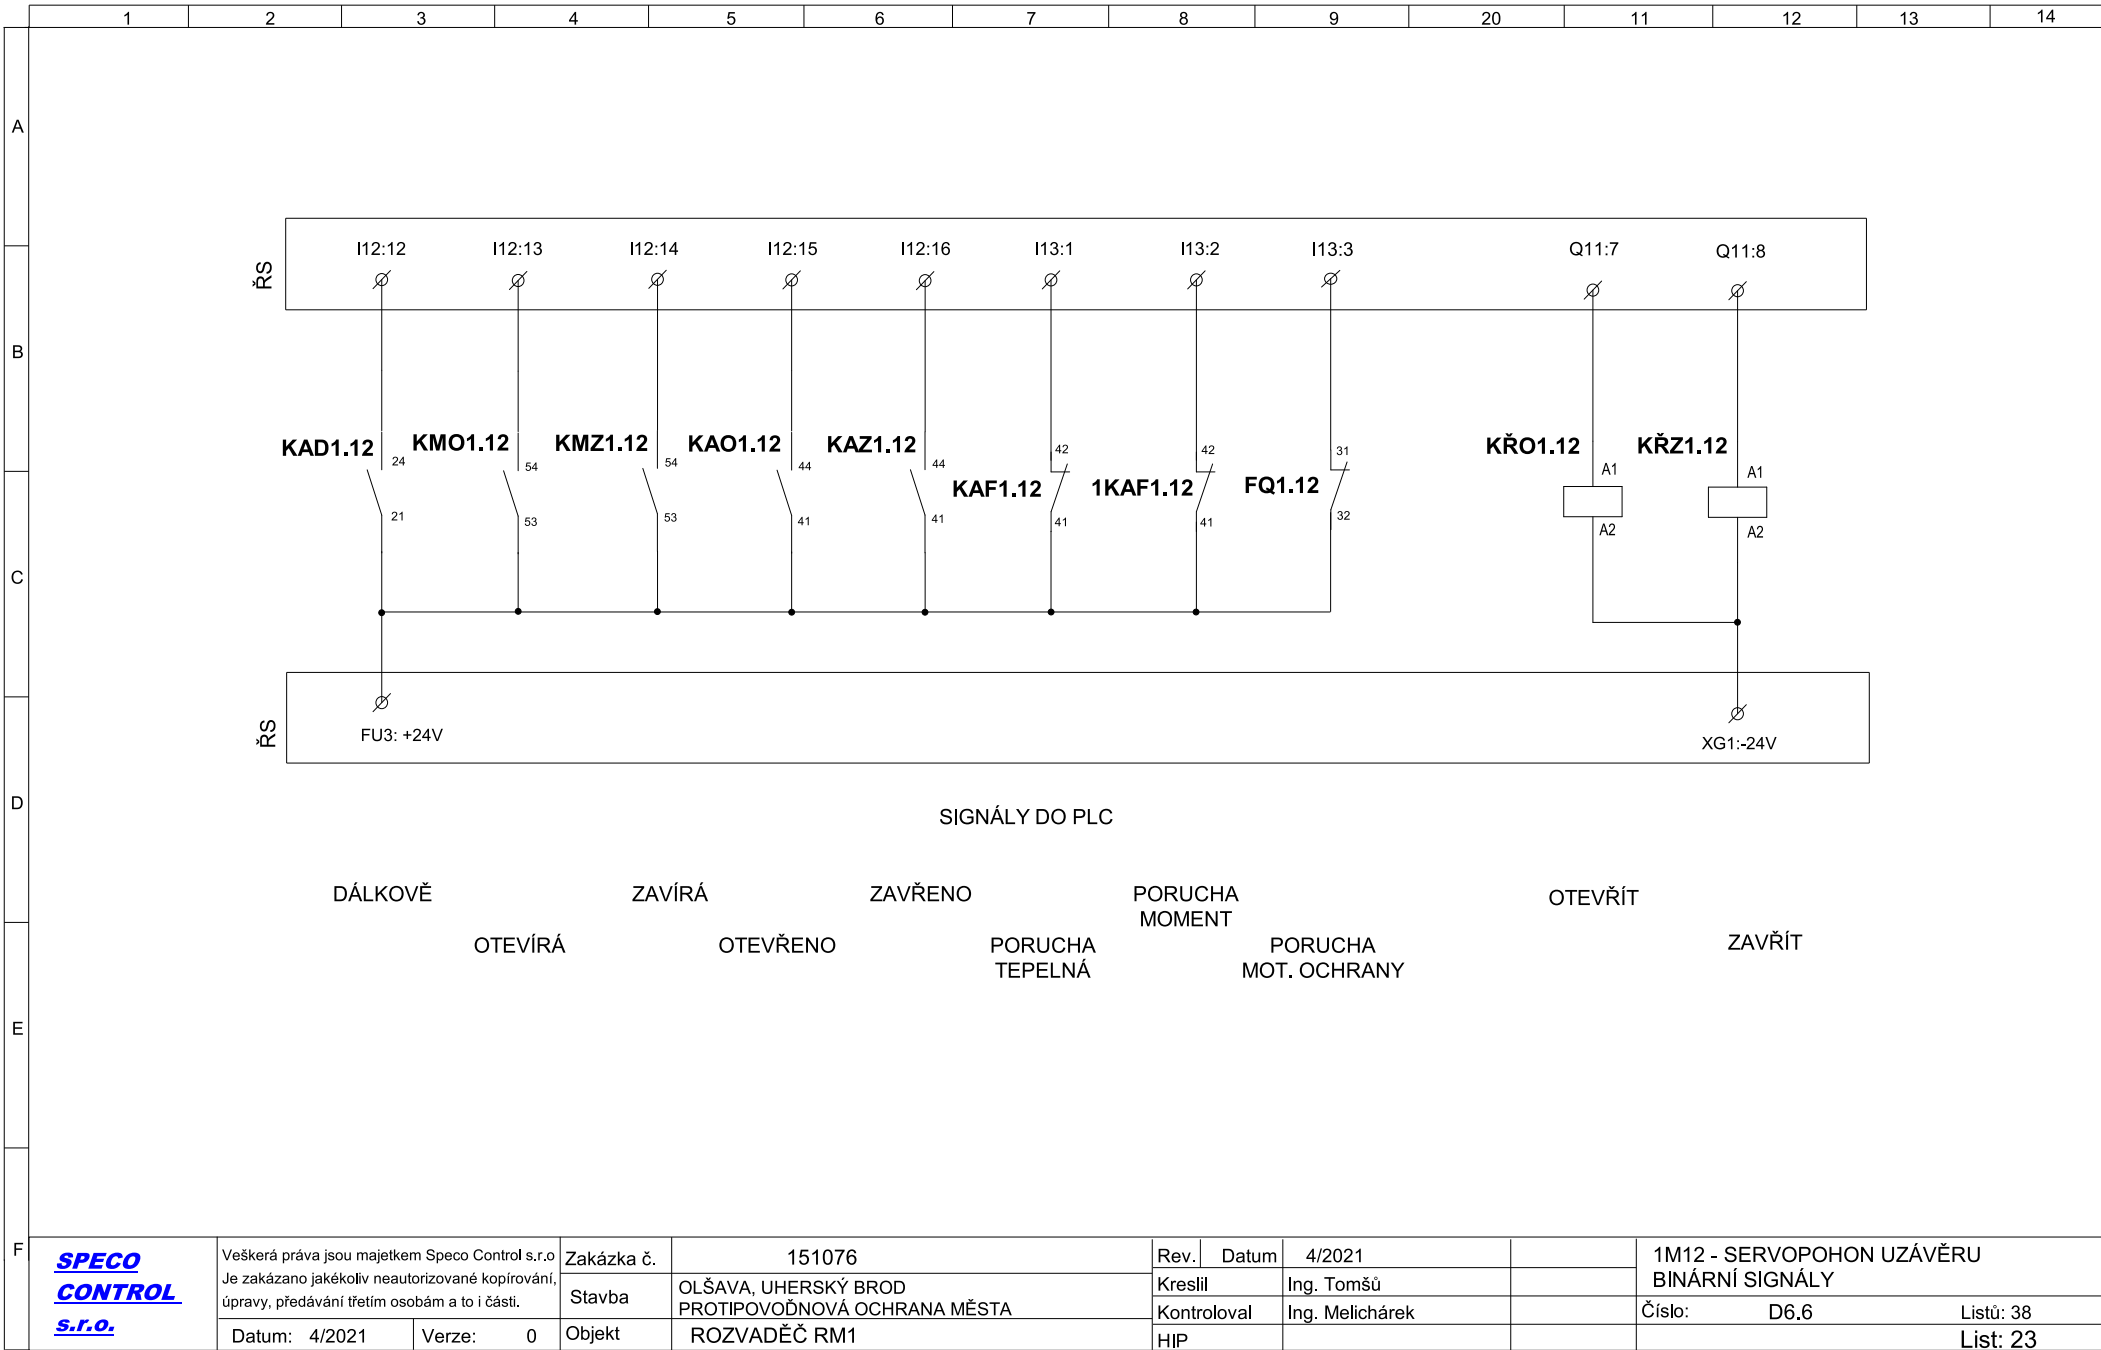 1 2 3 4 5 6 7 8 9 20 11 12 13 14
A
B
C
D
E
F
ŘS
I12:12 I12:13 I12:14 I12:15 I12:16 I13:1 I13:2 I13:3 Q11:7 Q11:8
KAD1.12 24 21
KMO1.12 54 53
KMZ1.12 54 53
KAO1.12 44 41
KAZ1.12 44 41
KAF1.12 42 41
1KAF1.12 42 41
FQ1.12 31 32
KŘO1.12 A1 A2
KŘZ1.12 A1 A2
ŘS
FU3: +24V
XG1:-24V
SIGNÁLY DO PLC
DÁLKOVĚ
OTEVÍRÁ
ZAVÍRÁ
OTEVŘENO
ZAVŘENO
PORUCHA
TEPELNÁ
PORUCHA
MOMENT
PORUCHA
MOT. OCHRANY
OTEVŘÍT
ZAVŘÍT
SPECO
CONTROL
s.r.o.
Veškerá práva jsou majetkem Speco Control s.r.o
Je zakázano jakékoliv neautorizované kopírování,
úpravy, předávání třetím osobám a to i části.
Datum: 4/2021 Verze: 0
Zakázka č. 151076
Stavba OLŠAVA, UHERSKÝ BROD
PROTIPOVOĎNOVÁ OCHRANA MĚSTA
Objekt ROZVADĚČ RM1
Rev. Datum 4/2021
Kreslil Ing. Tomšů
Kontroloval Ing. Melichárek
HIP
1M12 - SERVOPOHON UZÁVĚRU
BINÁRNÍ SIGNÁLY
Číslo: D6.6 Listů: 38
List: 23